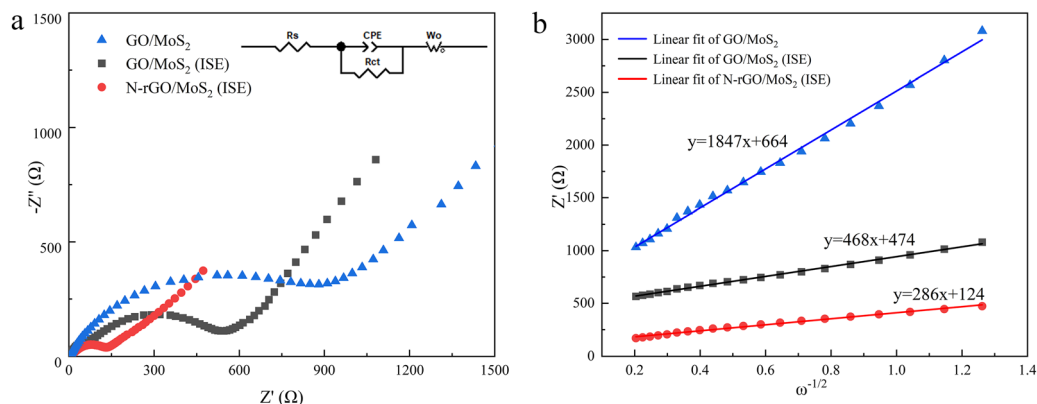 a
GO/MoS₂
GO/MoS₂ (ISE)
N-rGO/MoS₂ (ISE)
Rs
CPE
Wo
Rct
1500
1000
500
0
0
300
600
900
1200
1500
-Z'' (Ω)
Z' (Ω)
b
Linear fit of GO/MoS₂
Linear fit of GO/MoS₂ (ISE)
Linear fit of N-rGO/MoS₂ (ISE)
y=1847x+664
y=468x+474
y=286x+124
3000
2500
2000
1500
1000
500
0
0.2
0.4
0.6
0.8
1.0
1.2
1.4
Z' (Ω)
ω⁻¹ᐟ²